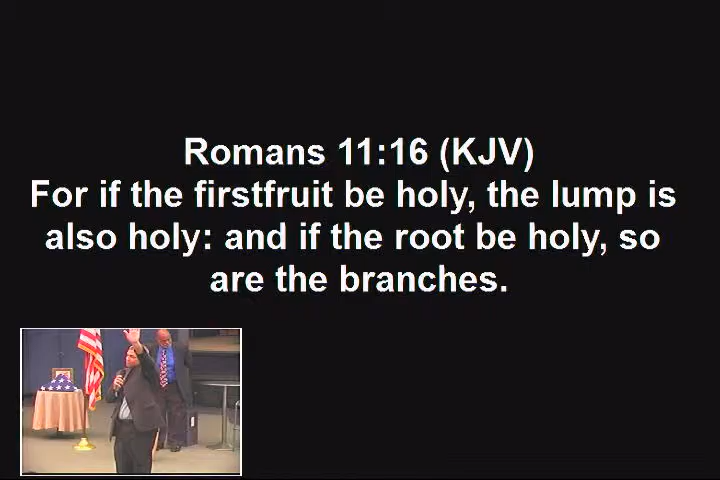 Romans 11:16 (KJV)
For if the firstfruit be holy, the lump is
also holy: and if the root be holy, so
are the branches.